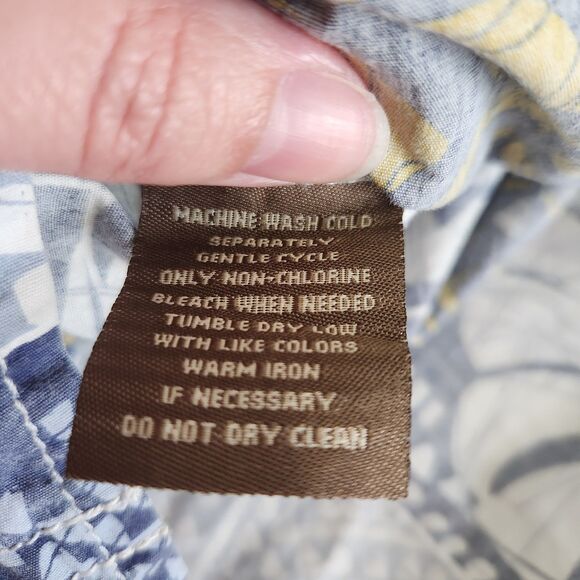 MACHINE WASH COLD
SEPARATELY
GENTLE CYCLE
ONLY NON-CHLORINE
BLEACH WHEN NEEDED
TUMBLE DRY LOW
WITH LIKE COLORS
WARM IRON
IF NECESSARY
DO NOT DRY CLEAN